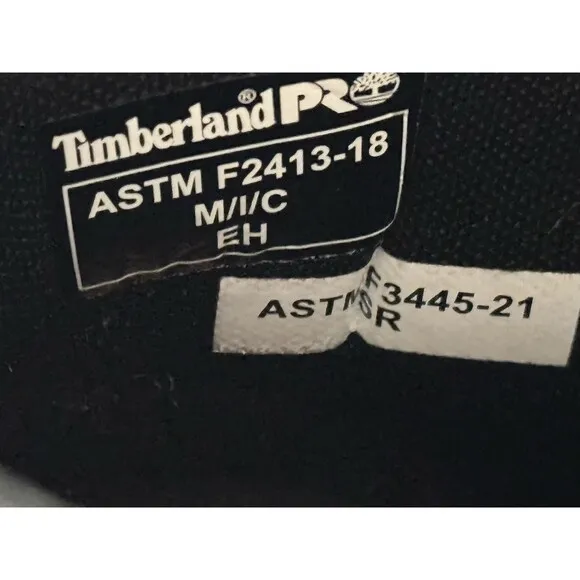 Timberland® PRO
ASTM F2413-18
M/I/C
EH
ASTM F3445-21
SR